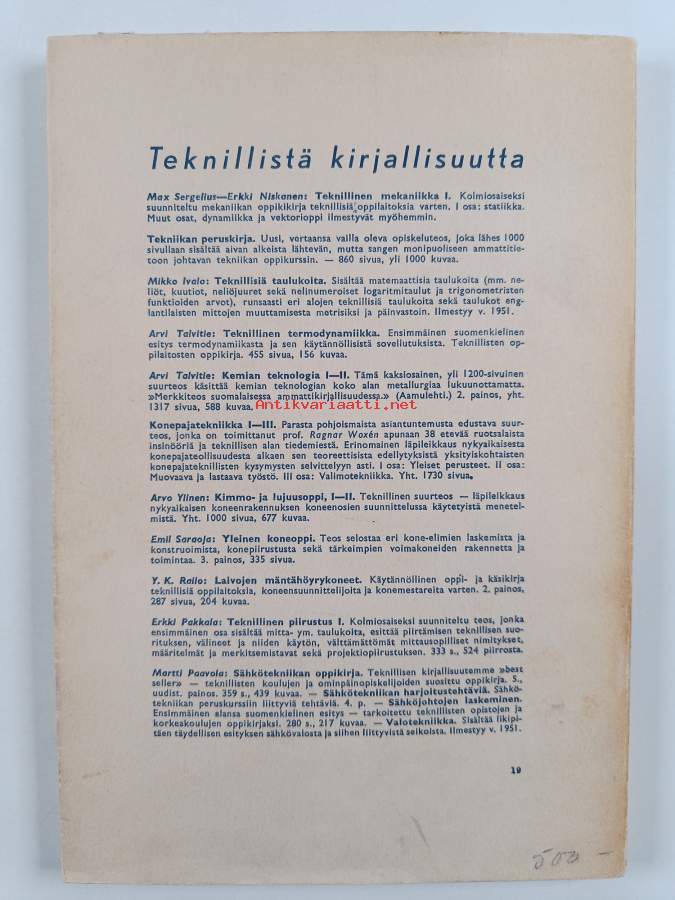 Teknillistä kirjallisuutta
Max Sergelius—Erkki Niskanen: Teknillinen mekaniikka I. Kolmiosaiseksi
suunniteltu mekaniikan oppikirja teknillisiä oppilaitoksia varten. I osa: statiikka.
Muut osat, dynamiikka ja vektorioppi ilmestyvät myöhemmin.
Tekniikan peruskirja. Uusi, vertaansa vailla oleva opiskeluteos, joka lähes 1000
sivullaan sisältää aivan alkeista lähtevän, mutta sangen monipuoliseen ammattitie-
toon johtavan tekniikan oppikurssin. — 860 sivua, yli 1000 kuvaa.
Mikko Ivalo: Teknillisiä taulukoita. Sisältää matemaattisia taulukoita (mm. ne-
liöt, kuutiot, neliöjuuret sekä nelinumeroiset logaritmitaulut ja trigonometristen
funktioiden arvot), runsaasti eri alojen teknillisiä taulukoita sekä taulukot eng-
lantilaisten mittojen muuttamisesta metrisiksi ja päinvastoin. Ilmestyy v. 1951.
Arvi Talvitie: Teknillinen termodynamiikka. Ensimmäinen suomenkielinen
esitys termodynamiikasta ja sen käytännöllisistä sovellutuksista. Teknillisten op-
pilaitosten oppikirja. 455 sivua, 156 kuvaa.
Arvi Talvitie: Kemian teknologia I—II. Tämä kaksiosainen, yli 1200-sivuinen
suurteos käsittää kemian teknologian koko alan metallurgiaa lukuunottamatta.
»Merkkiteos suomalaisessa ammattikirjallisuudessa.» (Aamulehti.) 2. painos, yht.
1317 sivua, 588 kuvaa.
Antikvariaatti.net
Konepajatekniikka I—III. Parasta pohjoismaista asiantuntemusta edustava suur-
teos, jonka on toimittanut prof. Ragnar Woxén apunaan 38 etevää ruotsalaista
insinööriä ja teknillisen alan tiedemiestä. Erinomainen läpileikkaus nykyaikaisesta
konepajateollisuudesta alkaen sen teoreettisista edellytyksistä yksityiskohtaisten
konepajateknillisten kysymysten selvittelyyn asti. I osa: Yleiset perusteet. II osa:
Muovaava ja lastaava työstö. III osa: Valimotekniikka. Yht. 1730 sivua.
Arvo Ylinen: Kimmo- ja lujuusoppi, I—II. Teknillinen suurteos — läpileikkaus
nykyaikaisen koneenrakennuksen koneenosien suunnittelussa käytetyistä menetel-
mistä. Yht. 1000 sivua, 677 kuvaa.
Emil Saraoja: Yleinen koneoppi. Teos selostaa eri kone-elimien laskemista ja
konstruoimista, konepiirustusta sekä tärkeimpien voimakoneiden rakennetta ja
toimintaa. 3. painos, 335 sivua.
Y. K. Railo: Laivojen mäntähöyrykoneet. Käytännöllinen oppi- ja käsikirja
teknillisiä oppilaitoksia, koneensuunnittelijoita ja konemestareita varten. 2. painos,
287 sivua, 204 kuvaa.
Erkki Pakkala: Teknillinen piirustus I. Kolmiosaiseksi suunniteltu teos, jonka
ensimmäinen osa sisältää mitta- ym. taulukoita, esittää piirtämisen teknillisen suo-
rituksen, välineet ja niiden käytön, välttämättömät mittausopilliset nimitykset,
määritelmät ja merkitsemistavat sekä projektiopiirustuksen. 333 s., 524 piirrosta.
Martti Paavola: Sähkötekniikan oppikirja. Teknillisen kirjallisuutemme »best
seller» — teknillisten koulujen ja ominpäinopiskelijoiden suosittu oppikirja. 5.,
uudist. painos. 359 s., 439 kuvaa. — Sähkötekniikan harjoitustehtäviä. Sähkö-
tekniikan peruskurssiin liittyviä tehtäviä. 4. p. — Sähköjohtojen laskeminen.
Ensimmäinen alansa suomenkielinen esitys — tarkoitettu teknillisten opistojen ja
korkeakoulujen oppikirjaksi. 280 s., 217 kuvaa. — Valotekniikka. Sisältää likipi-
täen täydellisen esityksen sähkövalosta ja siihen liittyvistä seikoista. Ilmestyy v. 1951.
19
500 —